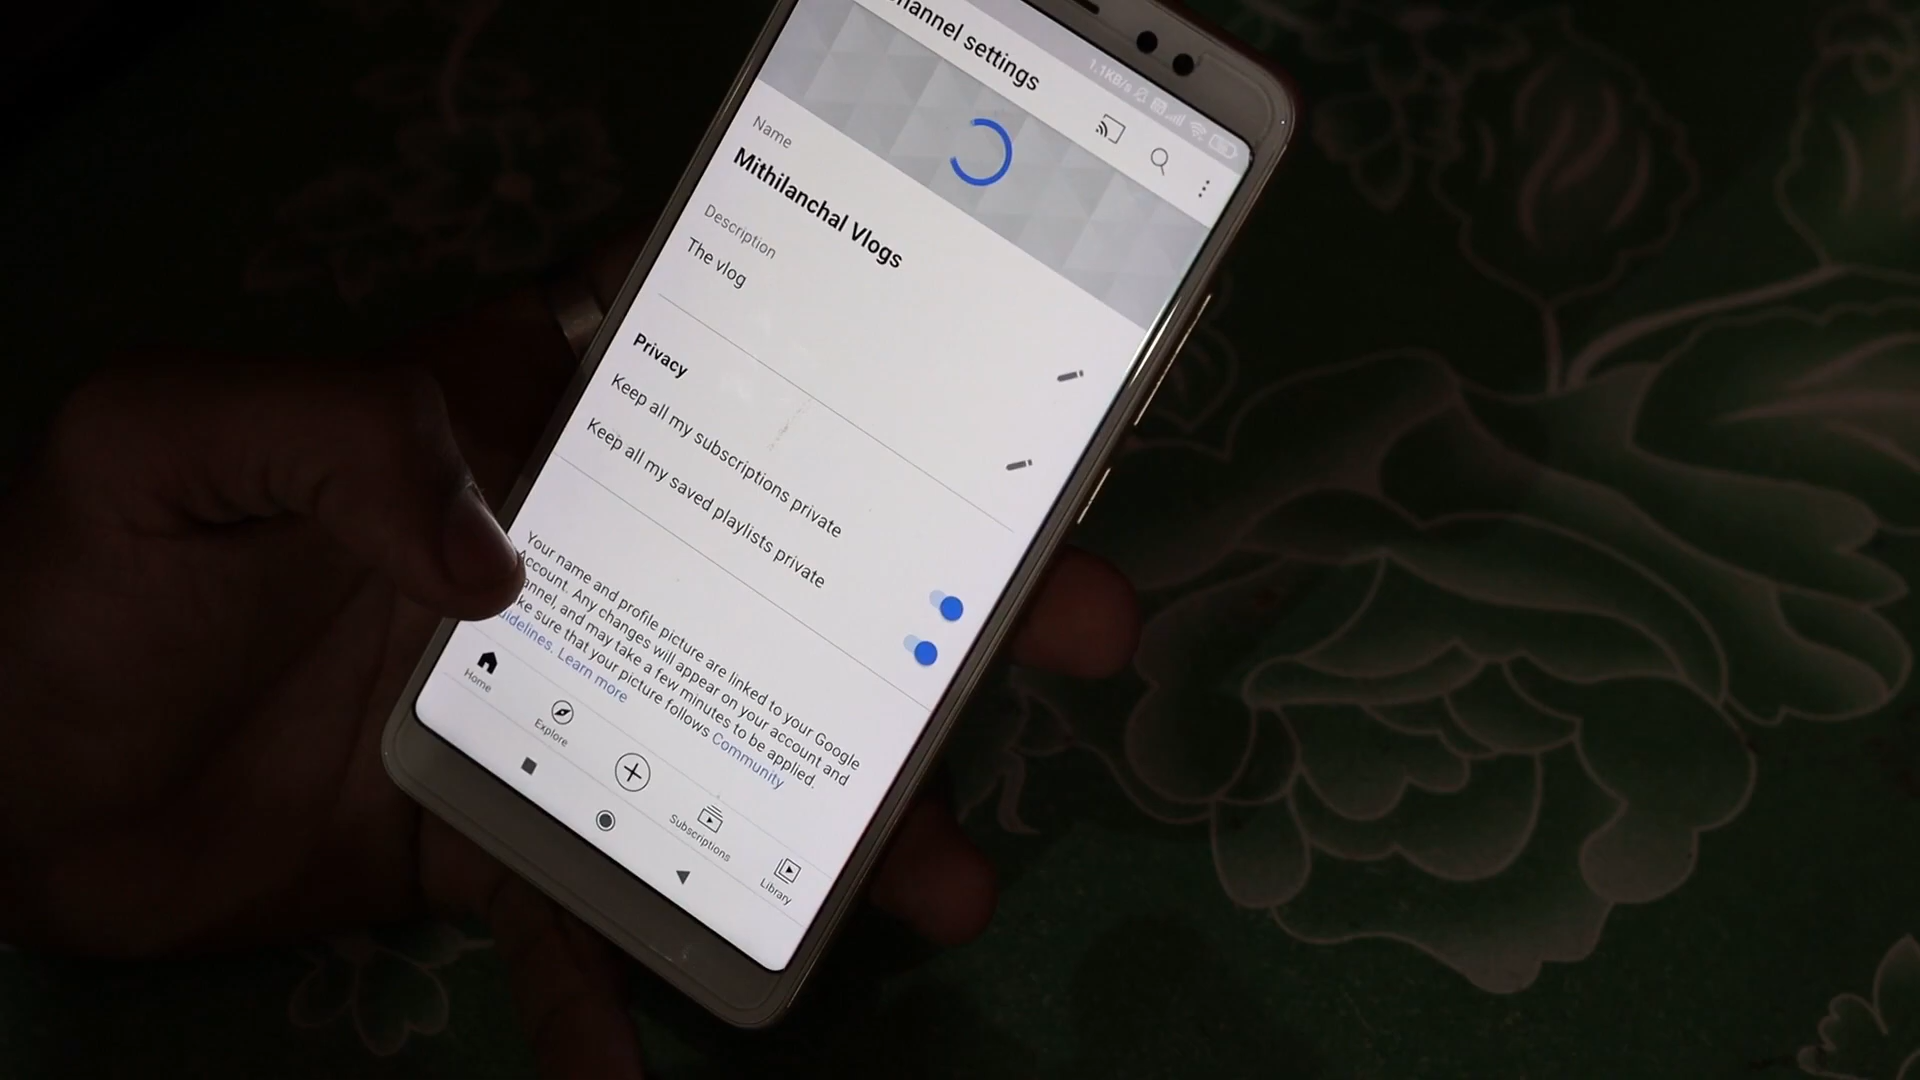 hannel settings
1.1KB/s
Name
Mithilanchal Vlogs
Description
The vlog
Privacy
Keep all my subscriptions private
Keep all my saved playlists private
Your name and profile picture are linked to your Google
Account. Any changes will appear on your account and
annel, and may take a few minutes to be applied.
ke sure that your picture follows Community
uidelines. Learn more
Home
Explore
Subscriptions
Library